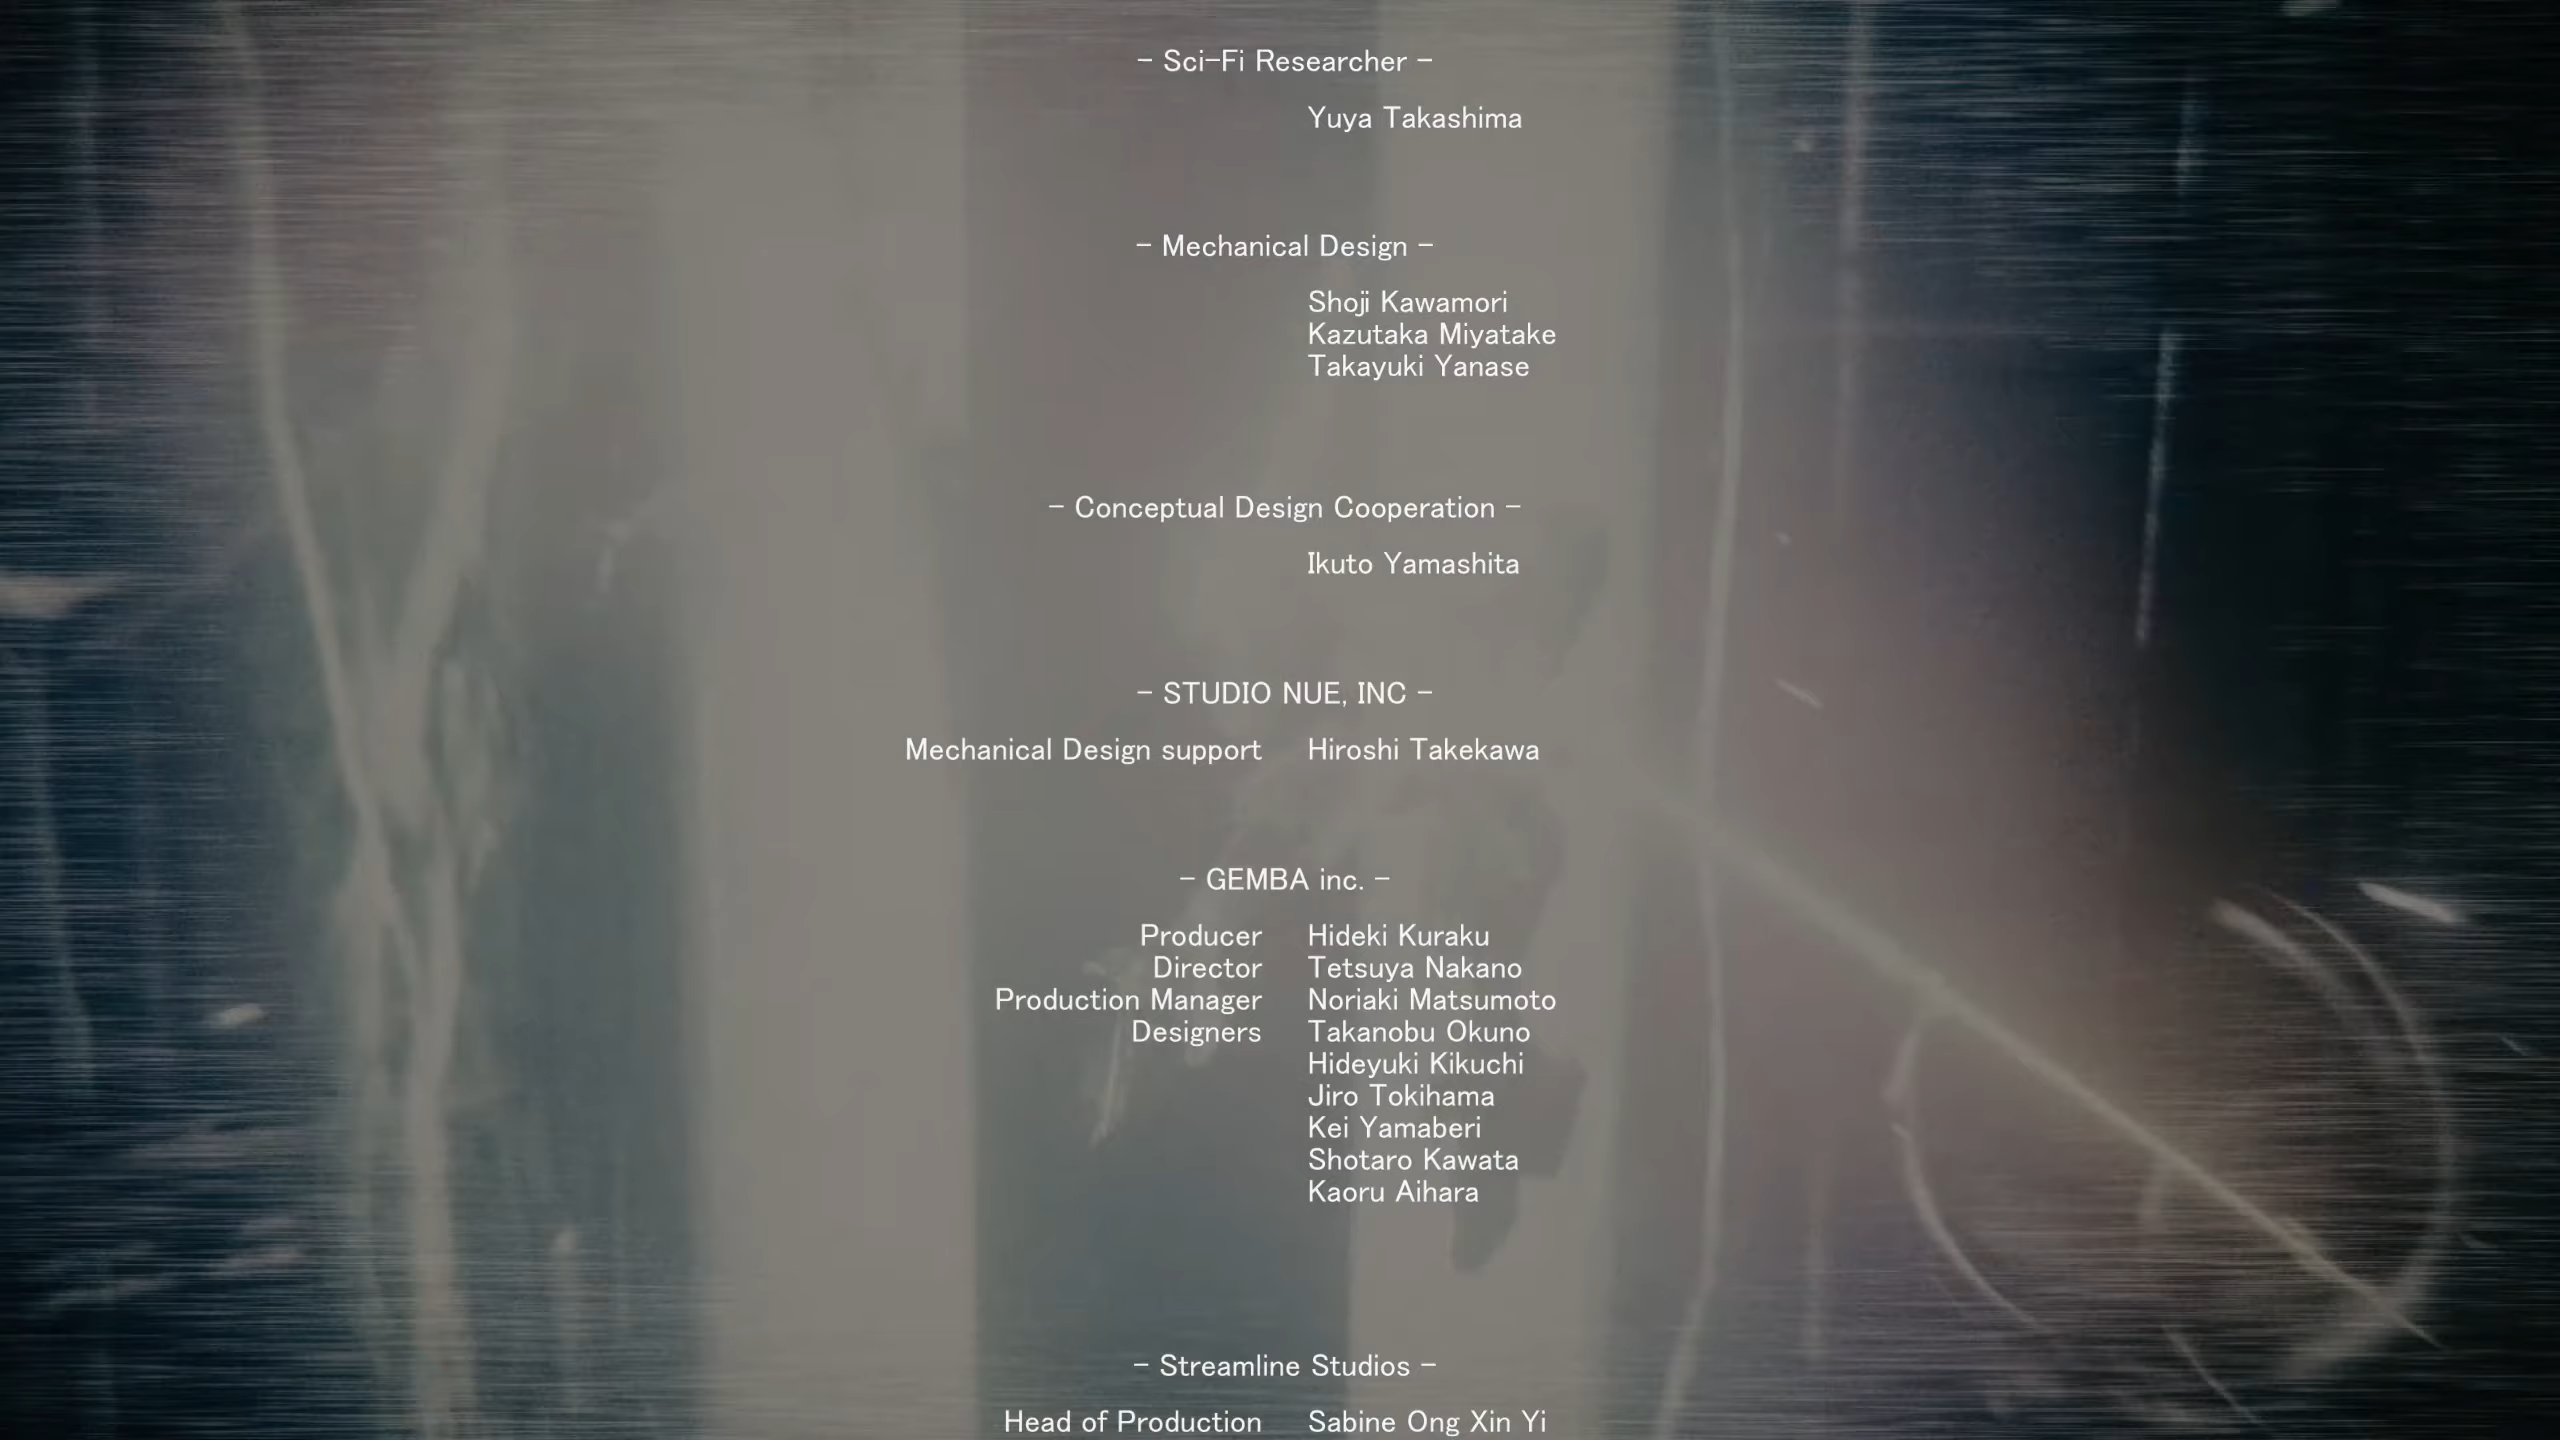 - Sci-Fi Researcher -
Yuya Takashima
- Mechanical Design -
Shoji Kawamori
Kazutaka Miyatake
Takayuki Yanase
- Conceptual Design Cooperation -
Ikuto Yamashita
- STUDIO NUE, INC -
Mechanical Design support Hiroshi Takekawa
- GEMBA inc. -
Producer Hideki Kuraku
Director Tetsuya Nakano
Production Manager Noriaki Matsumoto
Designers Takanobu Okuno
Hideyuki Kikuchi
Jiro Tokihama
Kei Yamaberi
Shotaro Kawata
Kaoru Aihara
- Streamline Studios -
Head of Production Sabine Ong Xin Yi